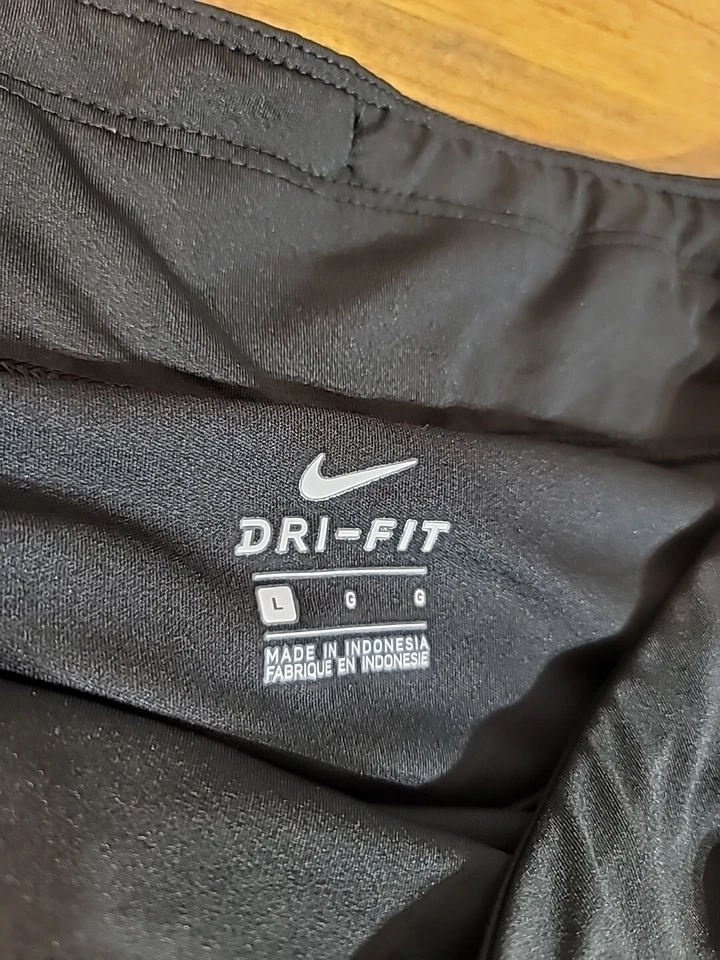 DRI-FIT
L G G
MADE IN INDONESIA
FABRIQUE EN INDONESIE